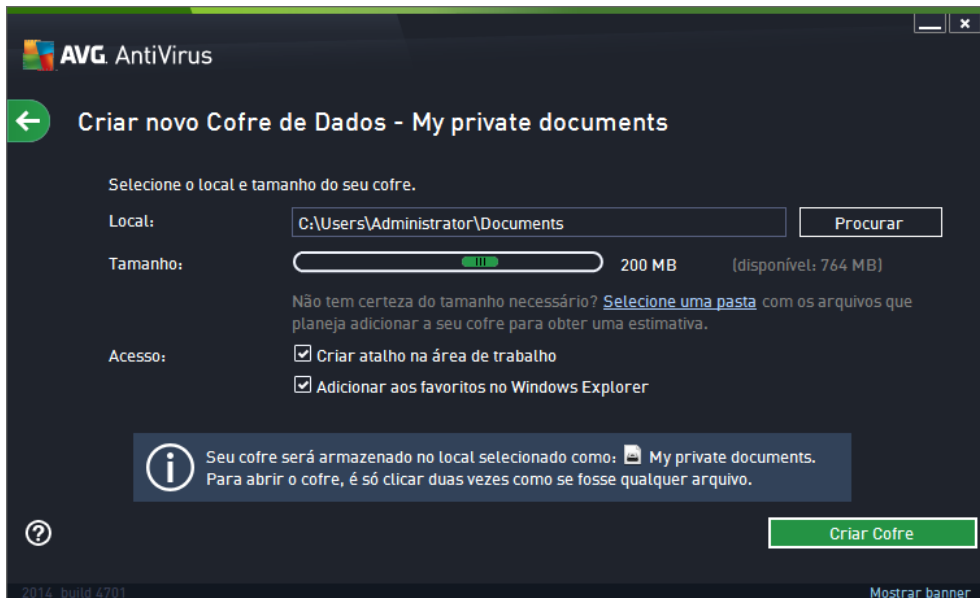 AVG. AntiVirus
Criar novo Cofre de Dados - My private documents
Selecione o local e tamanho do seu cofre.
Local: C:\Users\Administrator\Documents Procurar
Tamanho: 200 MB (disponível: 764 MB)
Não tem certeza do tamanho necessário? Selecione uma pasta com os arquivos que
planeja adicionar a seu cofre para obter uma estimativa.
Acesso: Criar atalho na área de trabalho
Adicionar aos favoritos no Windows Explorer
Seu cofre será armazenado no local selecionado como: My private documents.
Para abrir o cofre, é só clicar duas vezes como se fosse qualquer arquivo.
Criar Cofre
2014 build 4701 Mostrar banner